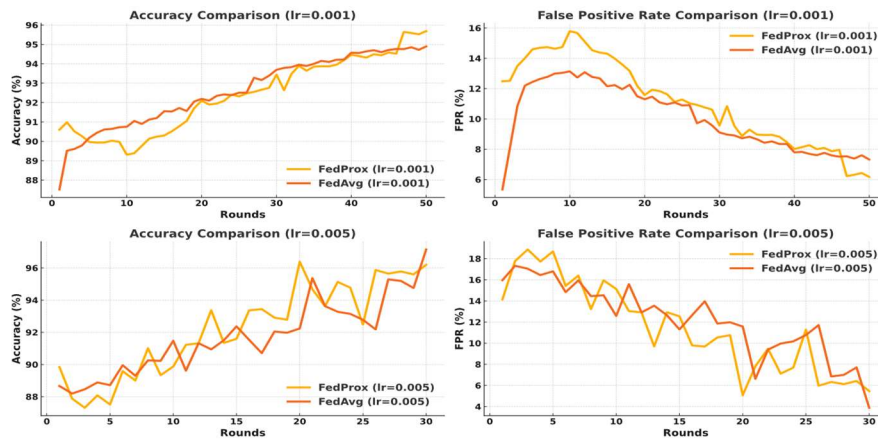 Accuracy Comparison (lr=0.001)
Accuracy (%)
96
95
94
93
92
91
90
89
88
0
10
20
30
40
50
Rounds
FedProx (lr=0.001)
FedAvg (lr=0.001)
False Positive Rate Comparison (lr=0.001)
FPR (%)
16
14
12
10
8
6
0
10
20
30
40
50
Rounds
FedProx (lr=0.001)
FedAvg (lr=0.001)
Accuracy Comparison (lr=0.005)
Accuracy (%)
96
94
92
90
88
0
5
10
15
20
25
30
Rounds
FedProx (lr=0.005)
FedAvg (lr=0.005)
False Positive Rate Comparison (lr=0.005)
FPR (%)
18
16
14
12
10
8
6
4
0
5
10
15
20
25
30
Rounds
FedProx (lr=0.005)
FedAvg (lr=0.005)